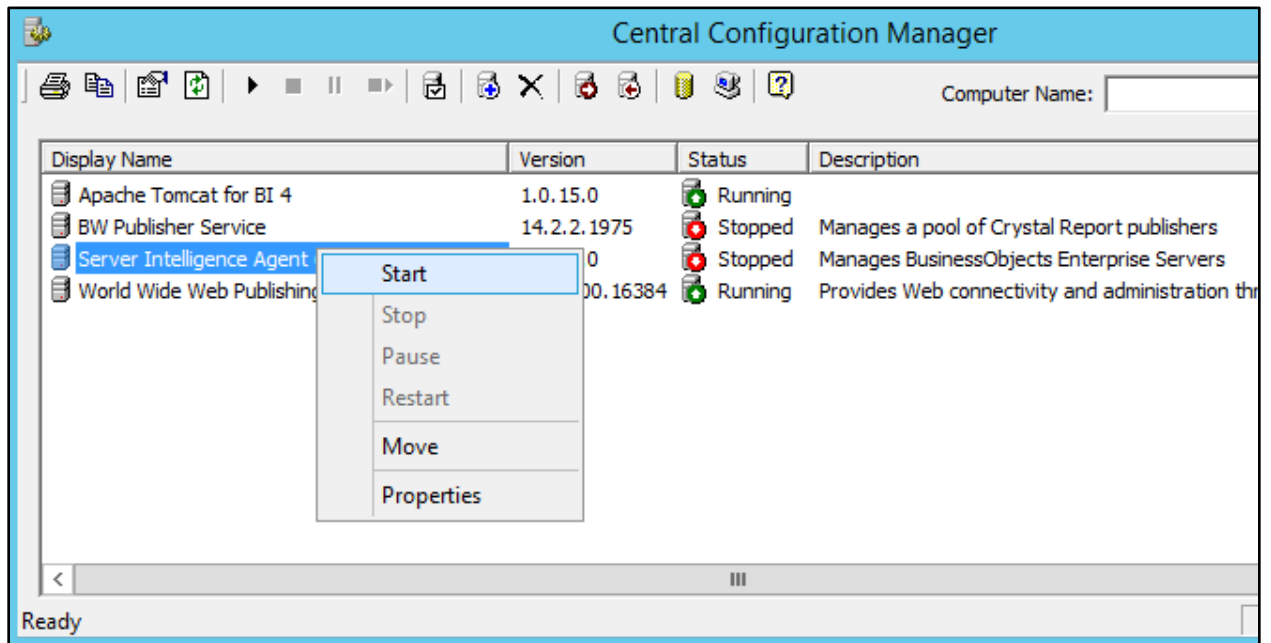 Central Configuration Manager
Computer Name:
Display Name Version Status Description
Apache Tomcat for BI 4 1.0.15.0 Running
BW Publisher Service 14.2.2.1975 Stopped Manages a pool of Crystal Report publishers
Server Intelligence Agent 0 Stopped Manages BusinessObjects Enterprise Servers
World Wide Web Publishing 00.16384 Running Provides Web connectivity and administration thr
Start
Stop
Pause
Restart
Move
Properties
Ready